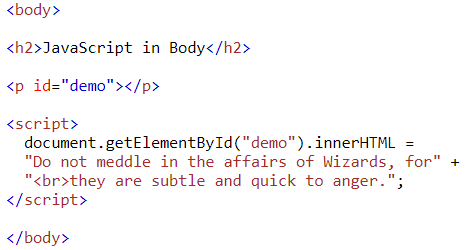 <body>
<h2>JavaScript in Body</h2>
<p id="demo"></p>
<script>
document.getElementById("demo").innerHTML =
"Do not meddle in the affairs of Wizards, for" +
"<br>they are subtle and quick to anger.";
</script>
</body>